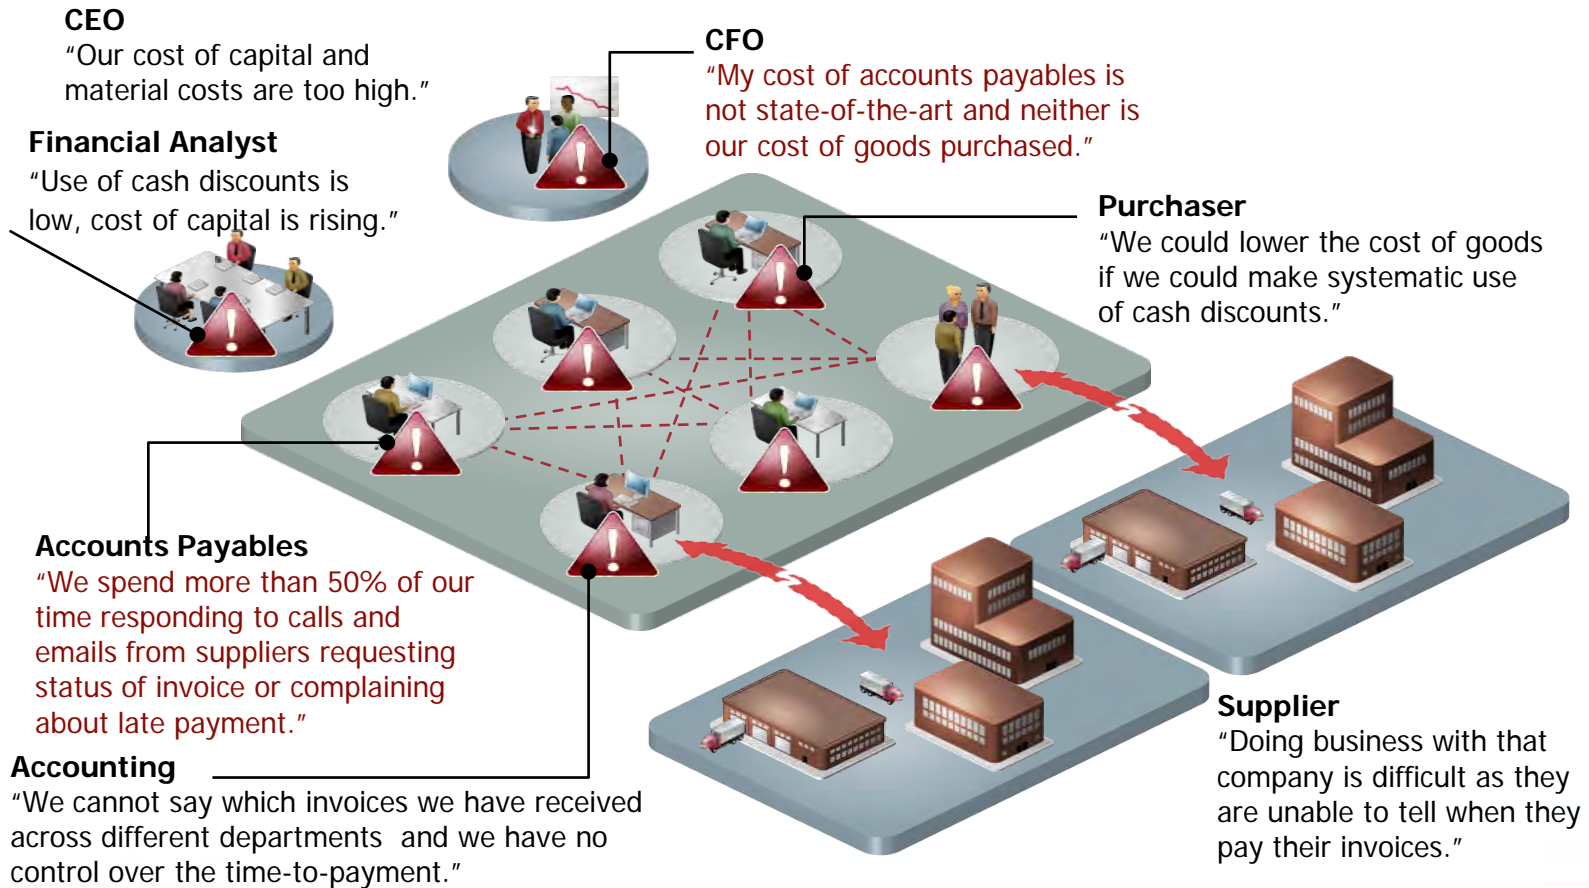 CEO
“Our cost of capital and
material costs are too high.”
CFO
“My cost of accounts payables is
not state-of-the-art and neither is
our cost of goods purchased.”
Financial Analyst
“Use of cash discounts is
low, cost of capital is rising.”
Purchaser
“We could lower the cost of goods
if we could make systematic use
of cash discounts.”
Accounts Payables
“We spend more than 50% of our
time responding to calls and
emails from suppliers requesting
status of invoice or complaining
about late payment.”
Supplier
“Doing business with that
company is difficult as they
are unable to tell when they
pay their invoices.”
Accounting
“We cannot say which invoices we have received
across different departments  and we have no
control over the time-to-payment.”